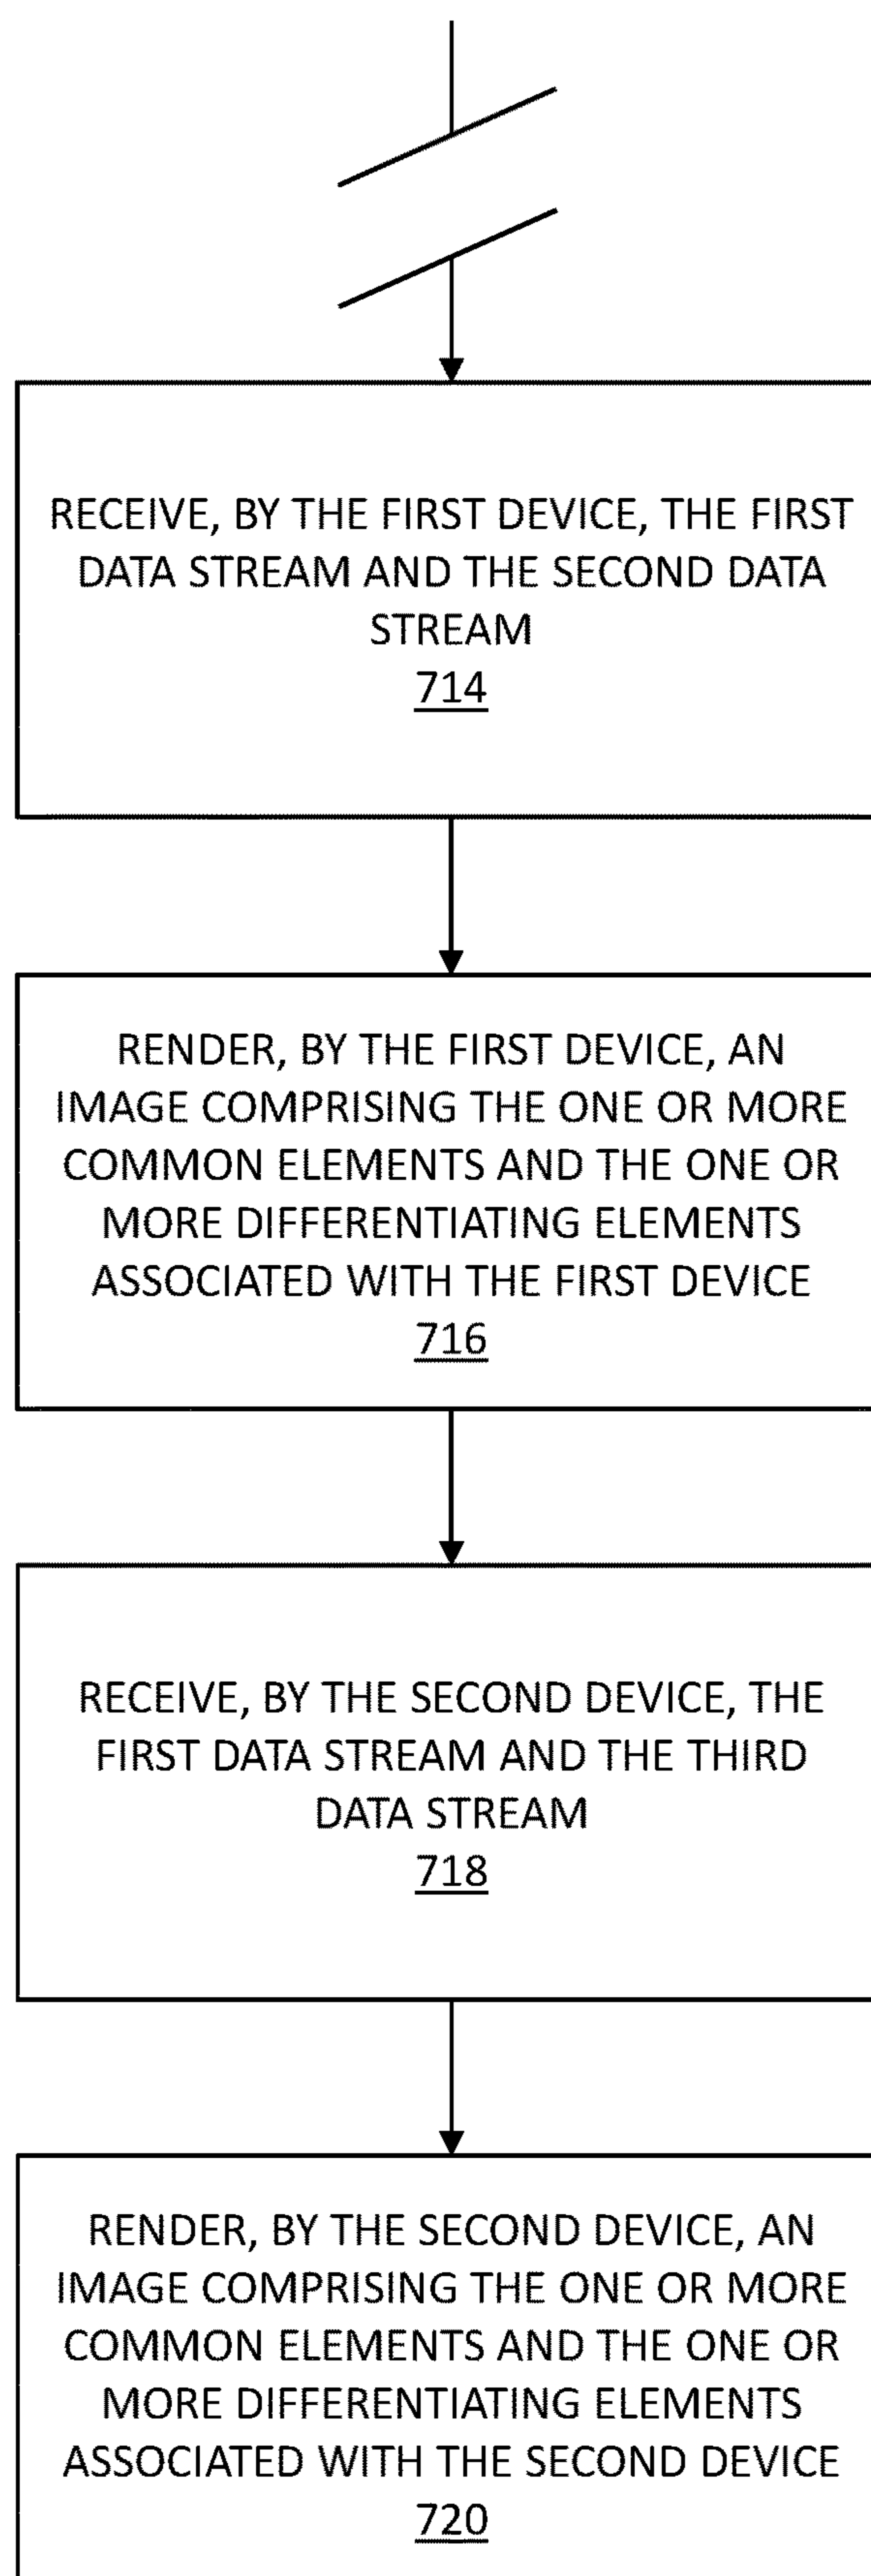 RECEIVE, BY THE FIRST DEVICE, THE FIRST
DATA STREAM AND THE SECOND DATA
STREAM
714
RENDER, BY THE FIRST DEVICE, AN
IMAGE COMPRISING THE ONE OR MORE
COMMON ELEMENTS AND THE ONE OR
MORE DIFFERENTIATING ELEMENTS
ASSOCIATED WITH THE FIRST DEVICE
716
RECEIVE, BY THE SECOND DEVICE, THE
FIRST DATA STREAM AND THE THIRD
DATA STREAM
718
RENDER, BY THE SECOND DEVICE, AN
IMAGE COMPRISING THE ONE OR MORE
COMMON ELEMENTS AND THE ONE OR
MORE DIFFERENTIATING ELEMENTS
ASSOCIATED WITH THE SECOND DEVICE
720